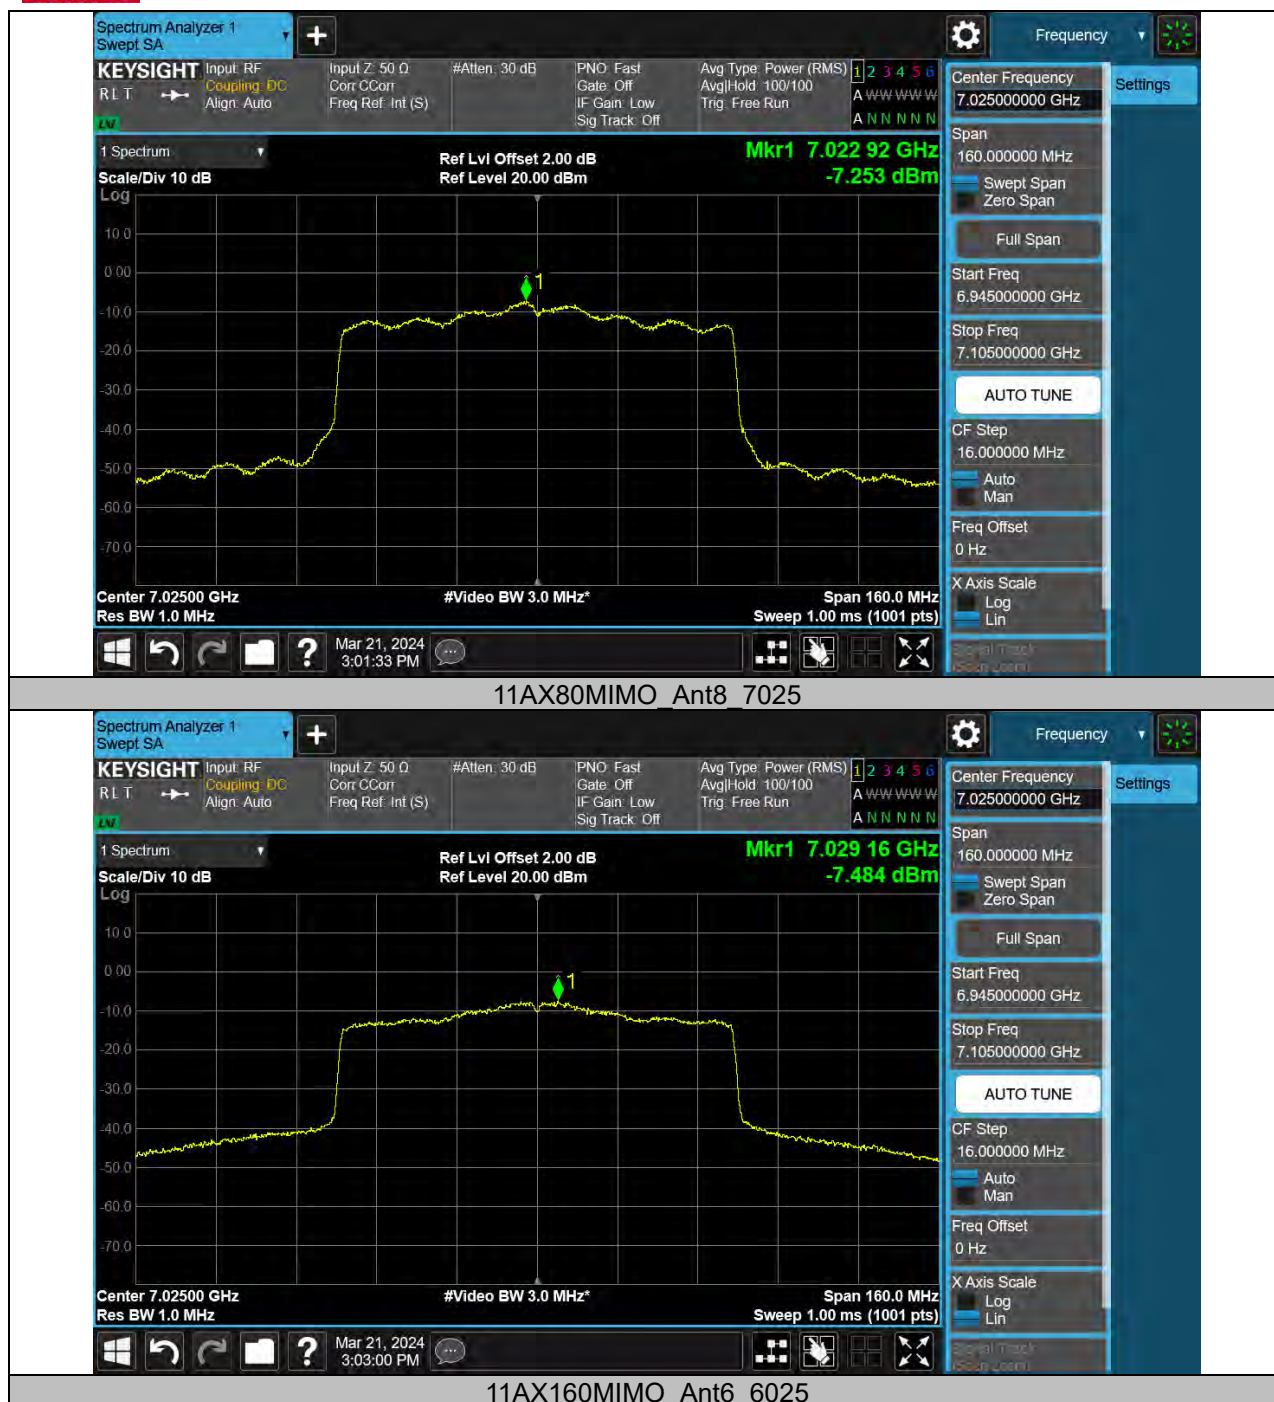 Spectrum Analyzer 1
Swept SA
Frequency
KEYSIGHT
RLT
LNI
Input: RF
Coupling: DC
Align: Auto
Input Z: 50 Ω
Corr CCorr
Freq Ref: Int (S)
#Atten: 30 dB
PNO: Fast
Gate: Off
IF Gain: Low
Sig Track: Off
Avg Type: Power (RMS)
Avg|Hold: 100/100
Trig: Free Run
1 2 3 4 5 6
A W W W W W
A N N N N N
Center Frequency
7.025000000 GHz
Settings
1 Spectrum
Scale/Div 10 dB
Ref Lvl Offset 2.00 dB
Ref Level 20.00 dBm
Mkr1 7.022 92 GHz
-7.253 dBm
Span
160.000000 MHz
Swept Span
Zero Span
Full Span
Start Freq
6.945000000 GHz
Stop Freq
7.105000000 GHz
AUTO TUNE
CF Step
16.000000 MHz
Auto
Man
Freq Offset
0 Hz
X Axis Scale
Log
Lin
Signal Track
(Span Zoom)
Log
10.0
0.00
-10.0
-20.0
-30.0
-40.0
-50.0
-60.0
-70.0
1
Center 7.02500 GHz
Res BW 1.0 MHz
#Video BW 3.0 MHz*
Span 160.0 MHz
Sweep 1.00 ms (1001 pts)
?
Mar 21, 2024
3:01:33 PM
11AX80MIMO_Ant8_7025
Spectrum Analyzer 1
Swept SA
Frequency
KEYSIGHT
RLT
LNI
Input: RF
Coupling: DC
Align: Auto
Input Z: 50 Ω
Corr CCorr
Freq Ref: Int (S)
#Atten: 30 dB
PNO: Fast
Gate: Off
IF Gain: Low
Sig Track: Off
Avg Type: Power (RMS)
Avg|Hold: 100/100
Trig: Free Run
1 2 3 4 5 6
A W W W W W
A N N N N N
Center Frequency
7.025000000 GHz
Settings
1 Spectrum
Scale/Div 10 dB
Ref Lvl Offset 2.00 dB
Ref Level 20.00 dBm
Mkr1 7.029 16 GHz
-7.484 dBm
Span
160.000000 MHz
Swept Span
Zero Span
Full Span
Start Freq
6.945000000 GHz
Stop Freq
7.105000000 GHz
AUTO TUNE
CF Step
16.000000 MHz
Auto
Man
Freq Offset
0 Hz
X Axis Scale
Log
Lin
Signal Track
(Span Zoom)
Log
10.0
0.00
-10.0
-20.0
-30.0
-40.0
-50.0
-60.0
-70.0
1
Center 7.02500 GHz
Res BW 1.0 MHz
#Video BW 3.0 MHz*
Span 160.0 MHz
Sweep 1.00 ms (1001 pts)
?
Mar 21, 2024
3:03:00 PM
11AX160MIMO_Ant6_6025